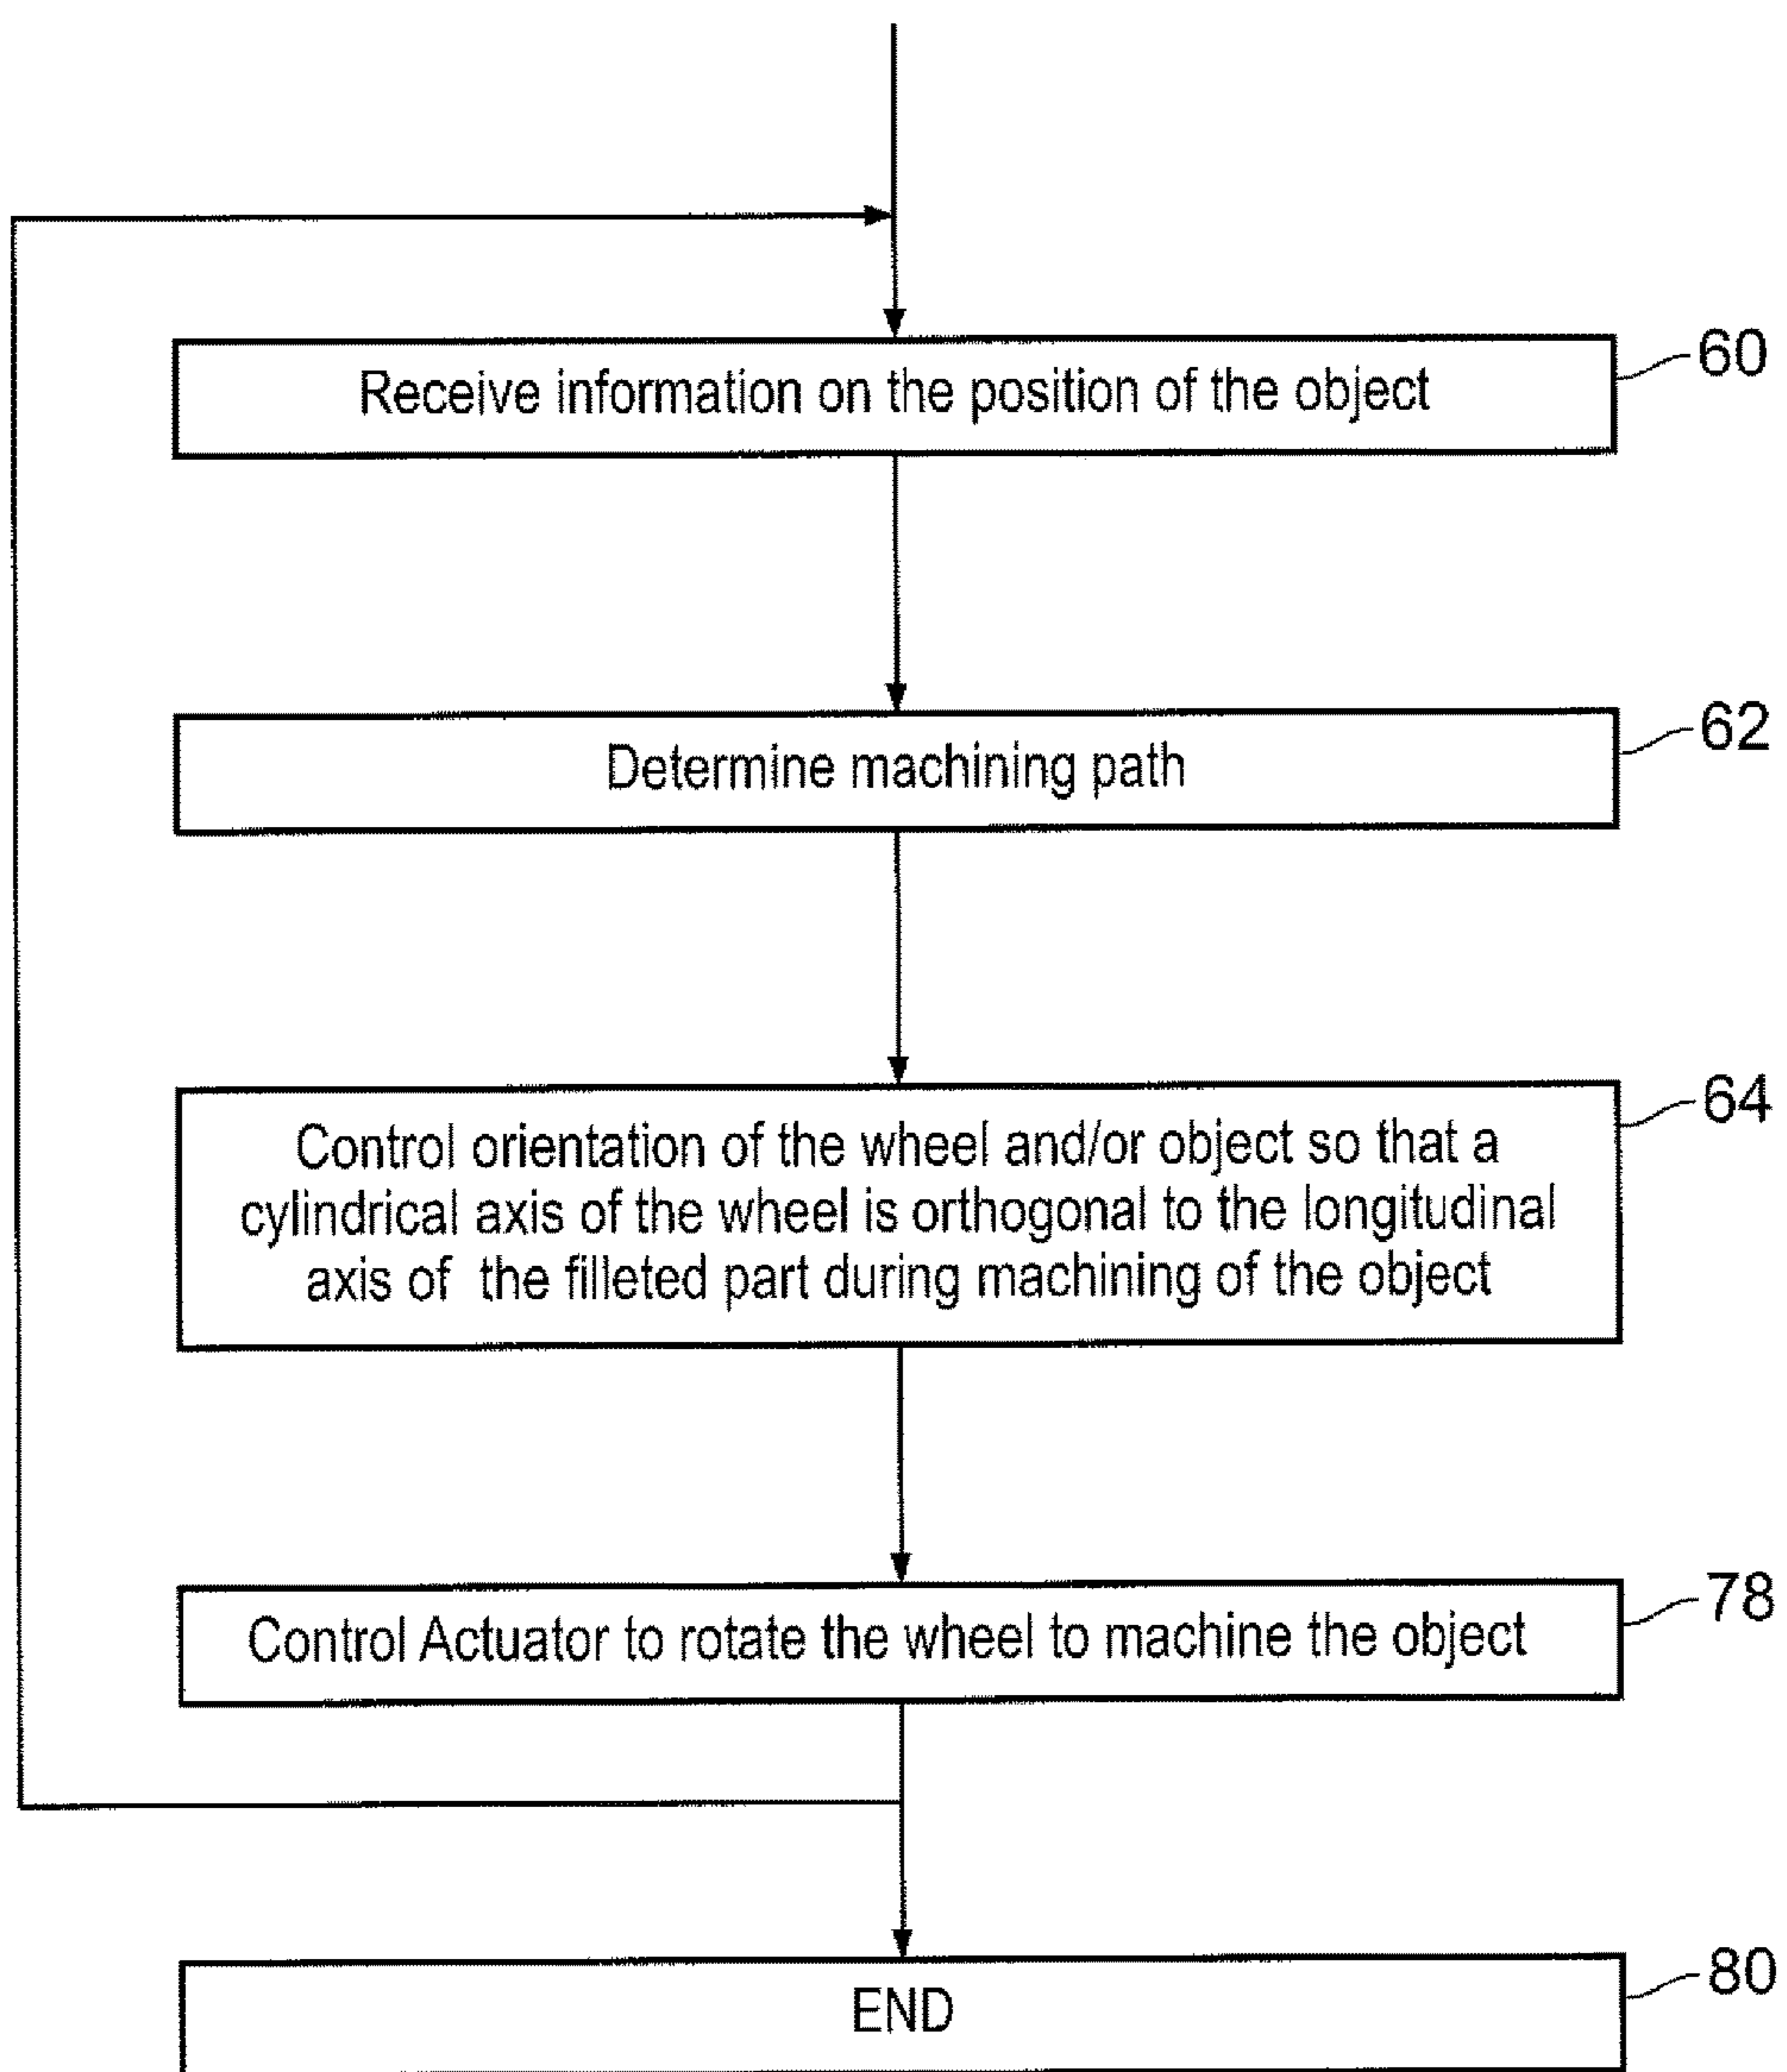 60
Receive information on the position of the object
62
Determine machining path
64
Control orientation of the wheel and/or object so that a
cylindrical axis of the wheel is orthogonal to the longitudinal
axis of the filleted part during machining of the object
78
Control Actuator to rotate the wheel to machine the object
80
END